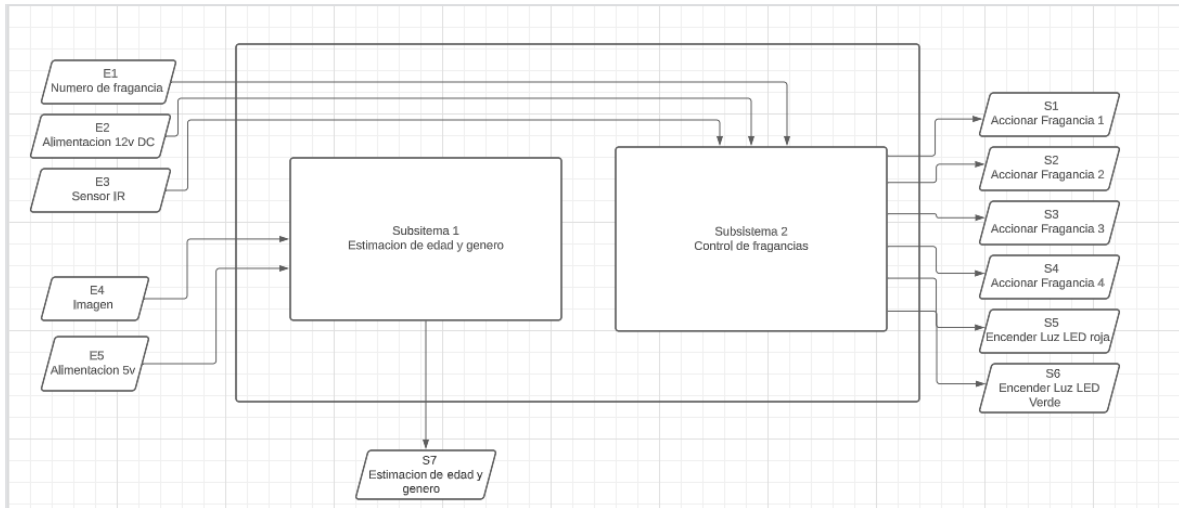 E1
Numero de fragancia
E2
Alimentacion 12v DC
E3
Sensor IR
E4
Imagen
E5
Alimentacion 5v
Subsitema 1
Estimacion de edad y genero
Subsistema 2
Control de fragancias
S1
Accionar Fragancia 1
S2
Accionar Fragancia 2
S3
Accionar Fragancia 3
S4
Accionar Fragancia 4
S5
Encender Luz LED roja
S6
Encender Luz LED
Verde
S7
Estimacion de edad y
genero